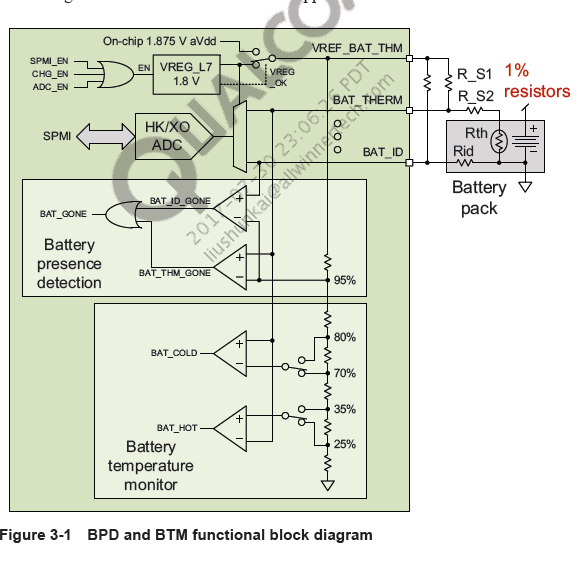 On-chip 1.875 V aVdd
VREF_BAT_THM
SPMI_EN
CHG_EN
ADC_EN
EN
VREG_L7
1.8 V
VREG
_OK
R_S1
R_S2
1%
resistors
BAT_THERM
SPMI
HK/XO
ADC
Rth
+
−
BAT_ID
Rid
Battery
pack
BAT_GONE
BAT_ID_GONE
+
−
Battery
presence
detection
BAT_THM_GONE
+
−
95%
80%
BAT_COLD
+
−
70%
35%
BAT_HOT
+
−
25%
Battery
temperature
monitor
Figure 3-1 BPD and BTM functional block diagram